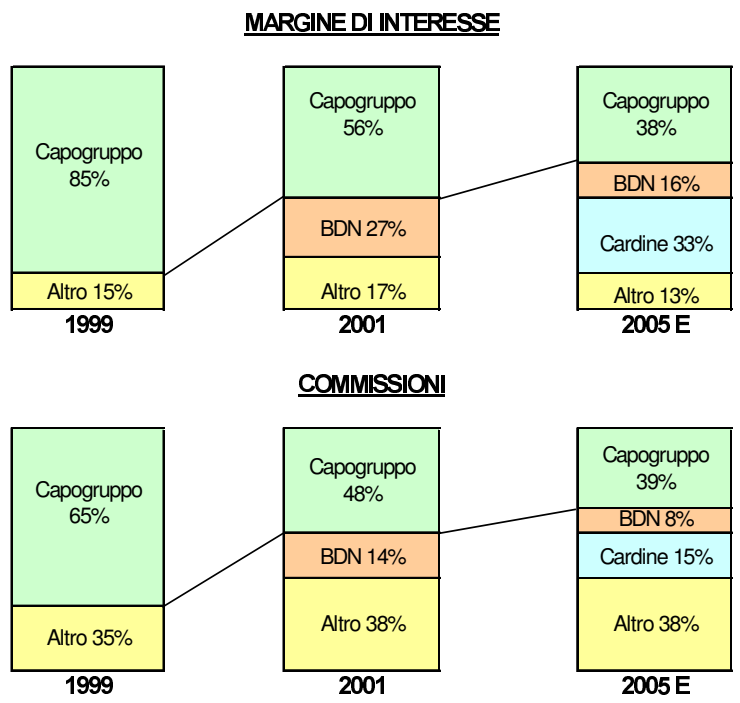 MARGINE DI INTERESSE
Capogruppo
85%
Altro 15%
1999
Capogruppo
56%
BDN 27%
Altro 17%
2001
Capogruppo
38%
BDN 16%
Cardine 33%
Altro 13%
2005 E
COMMISSIONI
Capogruppo
65%
Altro 35%
1999
Capogruppo
48%
BDN 14%
Altro 38%
2001
Capogruppo
39%
BDN 8%
Cardine 15%
Altro 38%
2005 E